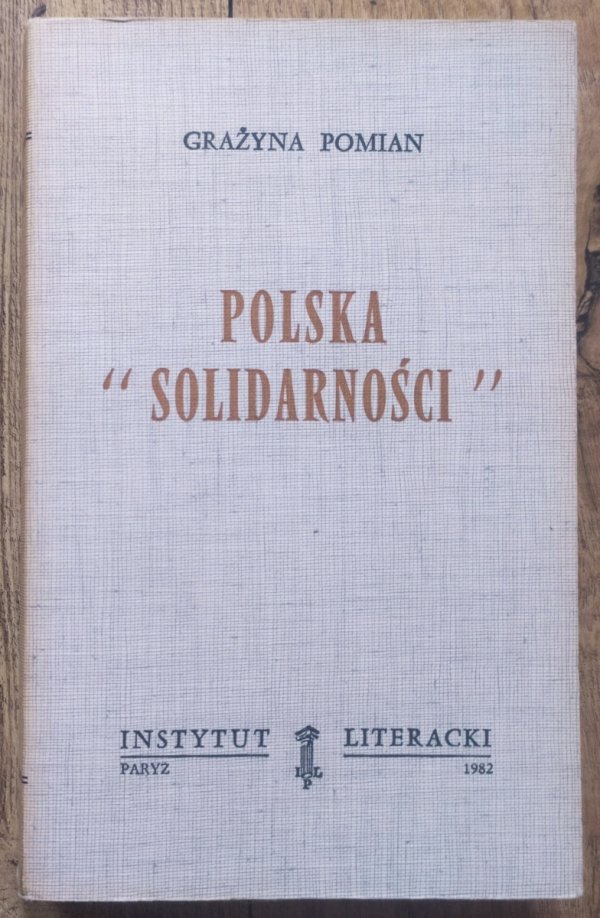 GRAŻYNA POMIAN
POLSKA
“ SOLIDARNOŚCI ”
INSTYTUT LITERACKI
PARYŻ 1982
I L
P